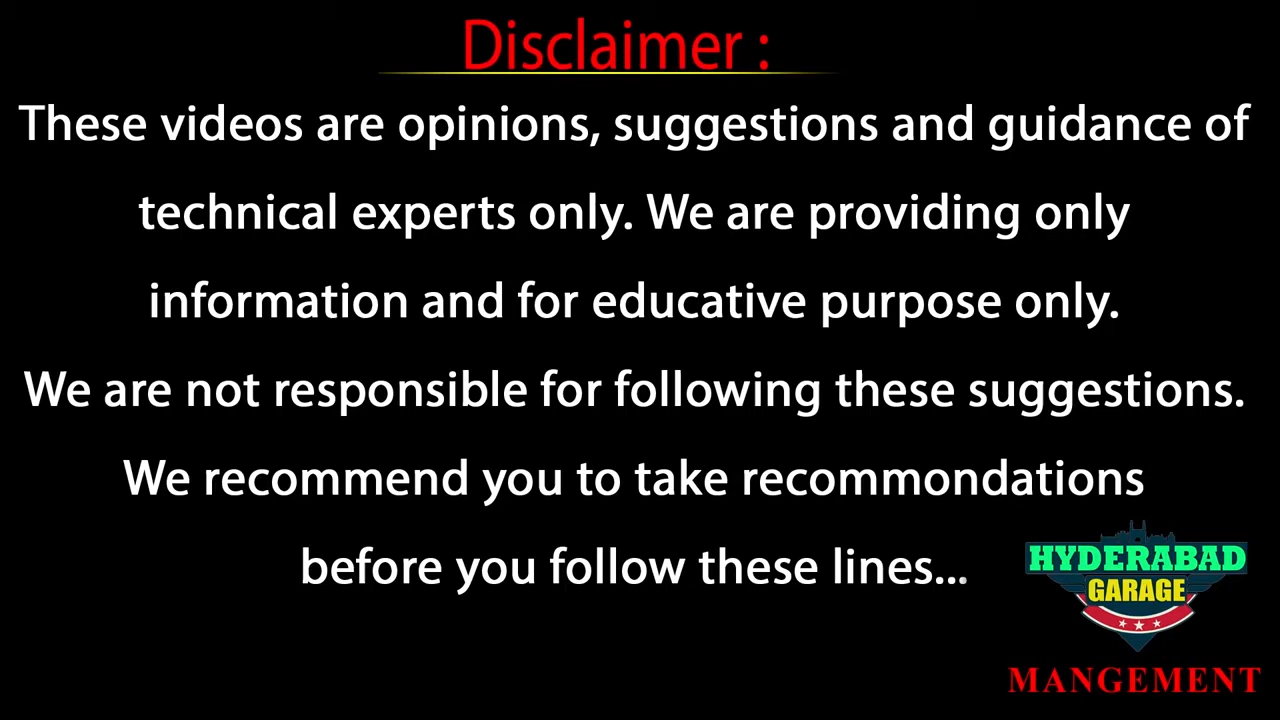 Disclaimer :
These videos are opinions, suggestions and guidance of
technical experts only. We are providing only
information and for educative purpose only.
We are not responsible for following these suggestions.
We recommend you to take recommondations
before you follow these lines...
HYDERABAD
GARAGE
MANGEMENT